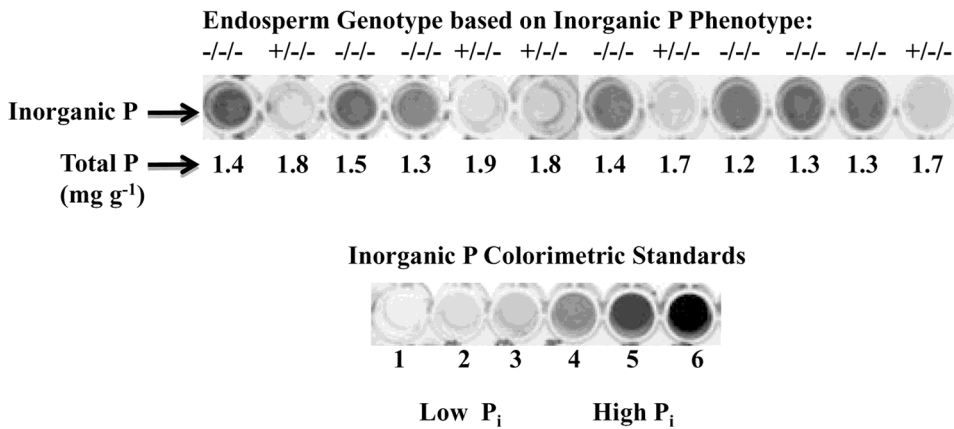 Endosperm Genotype based on Inorganic P Phenotype:
-/-/- +/-/- -/-/- -/-/- +/-/- +/-/- -/-/- +/-/- -/-/- -/-/- -/-/- +/-/-
Inorganic P
Total P 1.4 1.8 1.5 1.3 1.9 1.8 1.4 1.7 1.2 1.3 1.3 1.7
(mg g⁻¹)
Inorganic P Colorimetric Standards
1 2 3 4 5 6
Low Pᵢ High Pᵢ